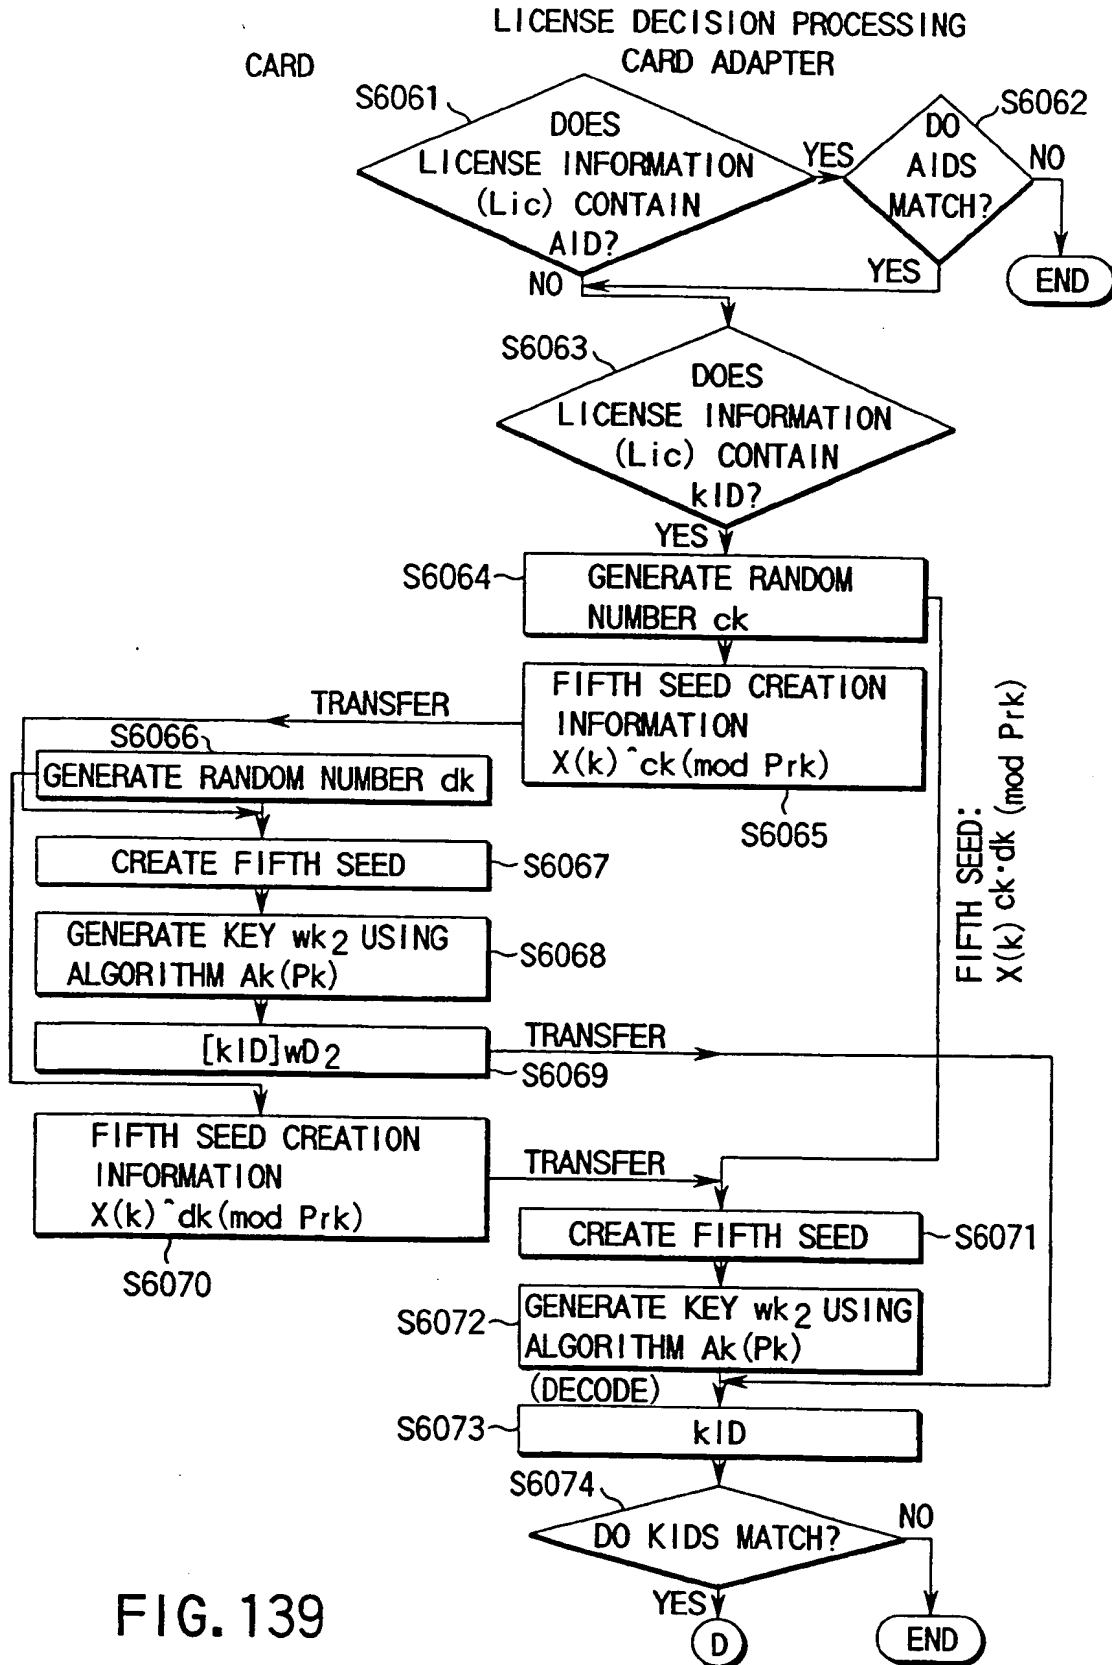 LICENSE DECISION PROCESSING
CARD
CARD ADAPTER
S6061
DOES
LICENSE INFORMATION
(Lic) CONTAIN
AID?
YES
NO
S6062
DO
AIDS
MATCH?
NO
YES
END
S6063
DOES
LICENSE INFORMATION
(Lic) CONTAIN
kID?
YES
S6064
GENERATE RANDOM
NUMBER ck
FIFTH SEED CREATION
INFORMATION
X(k)^ck(mod Prk)
S6065
TRANSFER
S6066
GENERATE RANDOM NUMBER dk
CREATE FIFTH SEED
S6067
GENERATE KEY wk2 USING
ALGORITHM Ak(Pk)
S6068
[kID]wD2
S6069
TRANSFER
FIFTH SEED:
X(k) ck·dk (mod Prk)
FIFTH SEED CREATION
INFORMATION
X(k)^dk(mod Prk)
S6070
TRANSFER
CREATE FIFTH SEED
S6071
S6072
GENERATE KEY wk2 USING
ALGORITHM Ak(Pk)
(DECODE)
S6073
kID
S6074
DO KIDS MATCH?
NO
YES
D
END
FIG.139